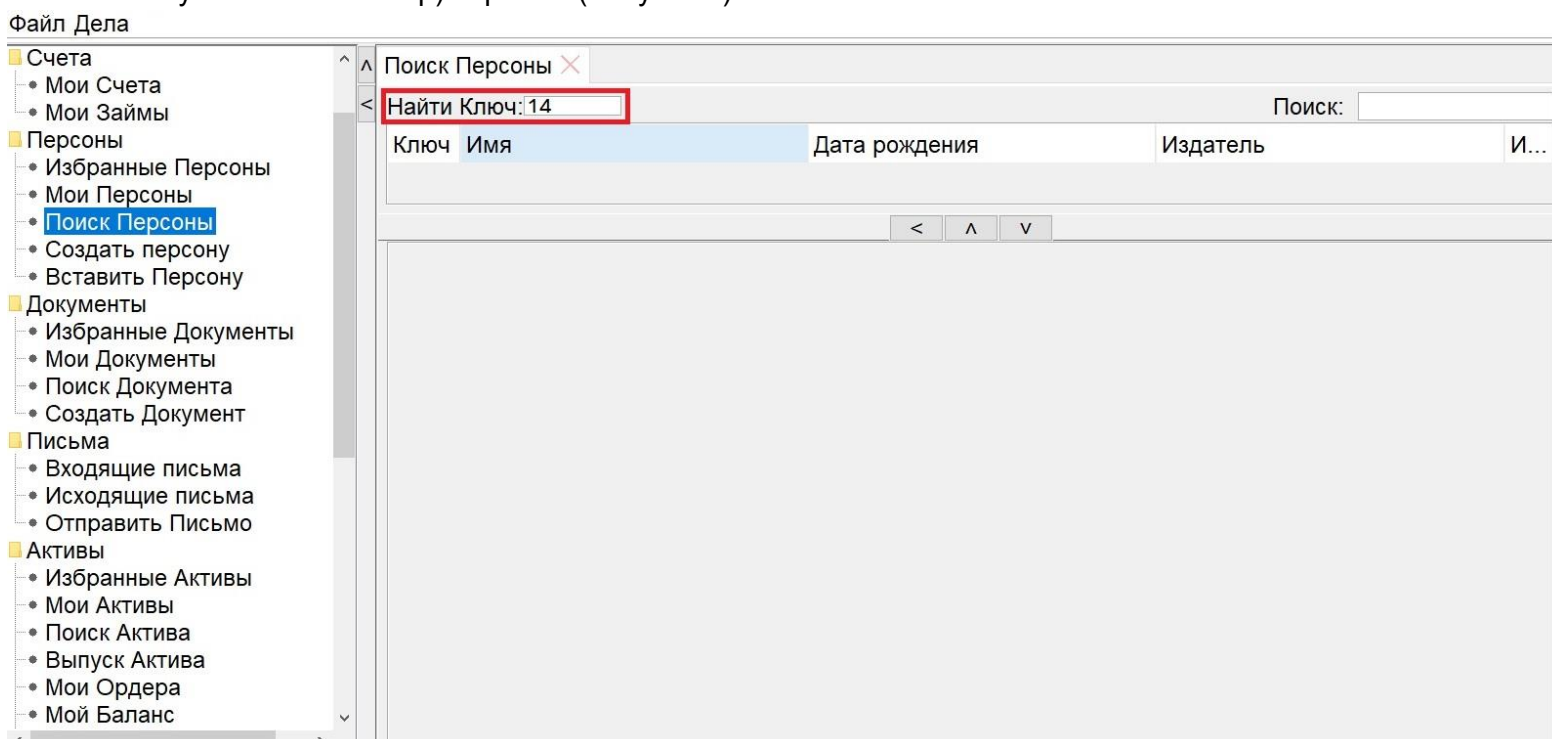 Файл Дела
Счета
Мои Счета
Мои Займы
Персоны
Избранные Персоны
Мои Персоны
Поиск Персоны
Создать персону
Вставить Персону
Документы
Избранные Документы
Мои Документы
Поиск Документа
Создать Документ
Письма
Входящие письма
Исходящие письма
Отправить Письмо
Активы
Избранные Активы
Мои Активы
Поиск Актива
Выпуск Актива
Мои Ордера
Мой Баланс
Поиск Персоны
Найти Ключ: 14 Поиск:
Ключ Имя Дата рождения Издатель И...
< ʌ v